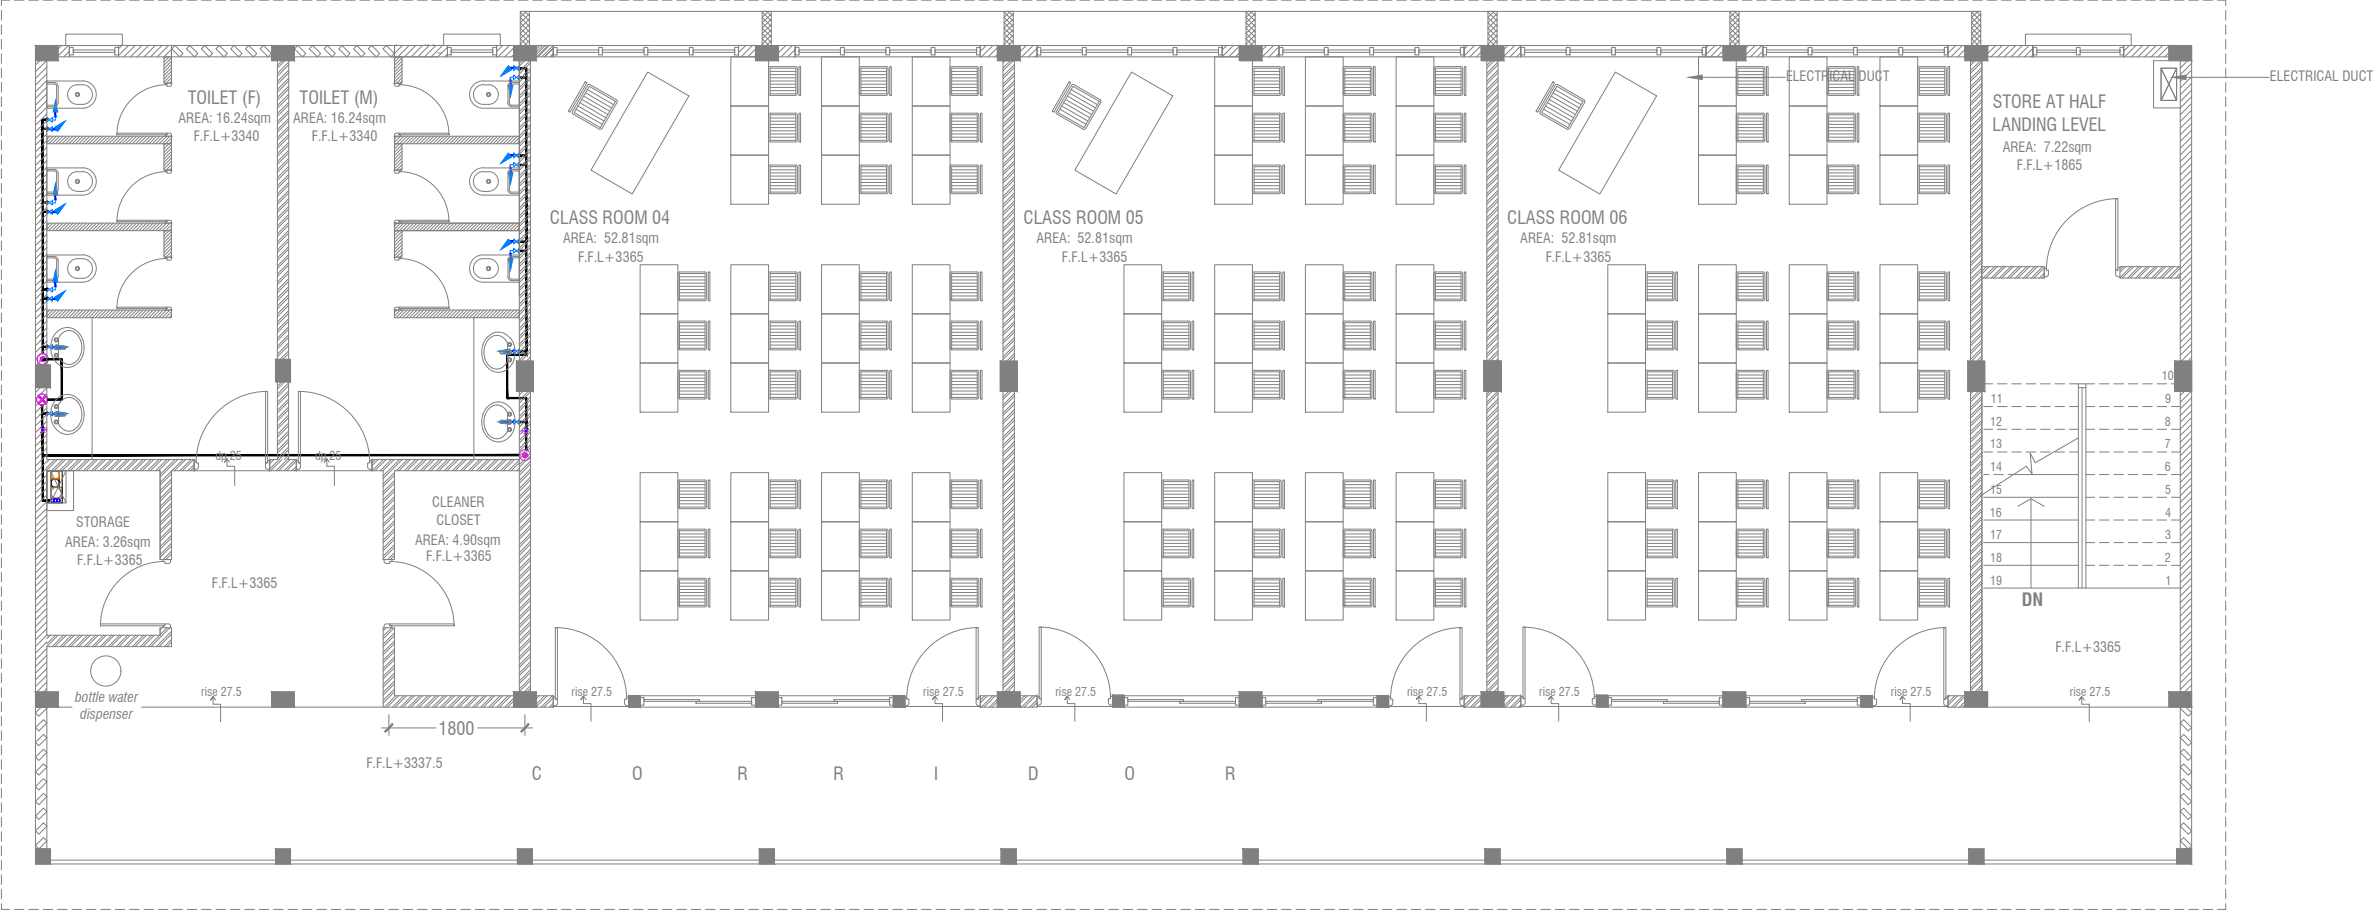 ELECTRICAL DUCT
ELECTRICAL DUCT
TOILET (F)
AREA: 16.24sqm
F.F.L+3340
TOILET (M)
AREA: 16.24sqm
F.F.L+3340
STORE AT HALF
LANDING LEVEL
AREA: 7.22sqm
F.F.L+1865
CLASS ROOM 04
AREA: 52.81sqm
F.F.L+3365
CLASS ROOM 05
AREA: 52.81sqm
F.F.L+3365
CLASS ROOM 06
AREA: 52.81sqm
F.F.L+3365
10
11
9
12
8
13
7
14
6
15
5
16
4
17
3
18
2
19
1
DN
F.F.L+3365
dp 25
dp 25
STORAGE
AREA: 3.26sqm
F.F.L+3365
CLEANER
CLOSET
AREA: 4.90sqm
F.F.L+3365
F.F.L+3365
bottle water
dispenser
rise 27.5
rise 27.5
rise 27.5
rise 27.5
rise 27.5
rise 27.5
rise 27.5
rise 27.5
1800
F.F.L+3337.5
C O R R I D O R